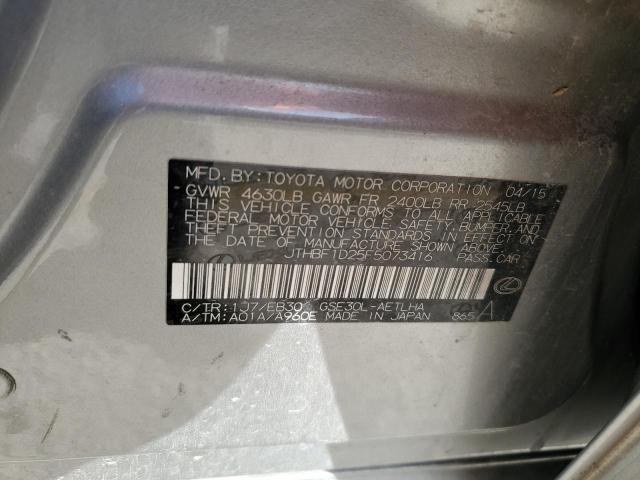 MFD. BY: TOYOTA MOTOR CORPORATION 04/15
GVWR 4630LB GAWR FR 2400LB RR 2545LB
THIS VEHICLE CONFORMS TO ALL APPLICABLE
FEDERAL MOTOR VEHICLE SAFETY, BUMPER, AND
THEFT PREVENTION STANDARDS IN EFFECT ON
THE DATE OF MANUFACTURE SHOWN ABOVE.
JTHBF1D25F5073416 PASS.CAR
C/TR: 1J7/EB30 GSE30L-AETLHA
A/TM: A01A/A960E MADE IN JAPAN 865 A